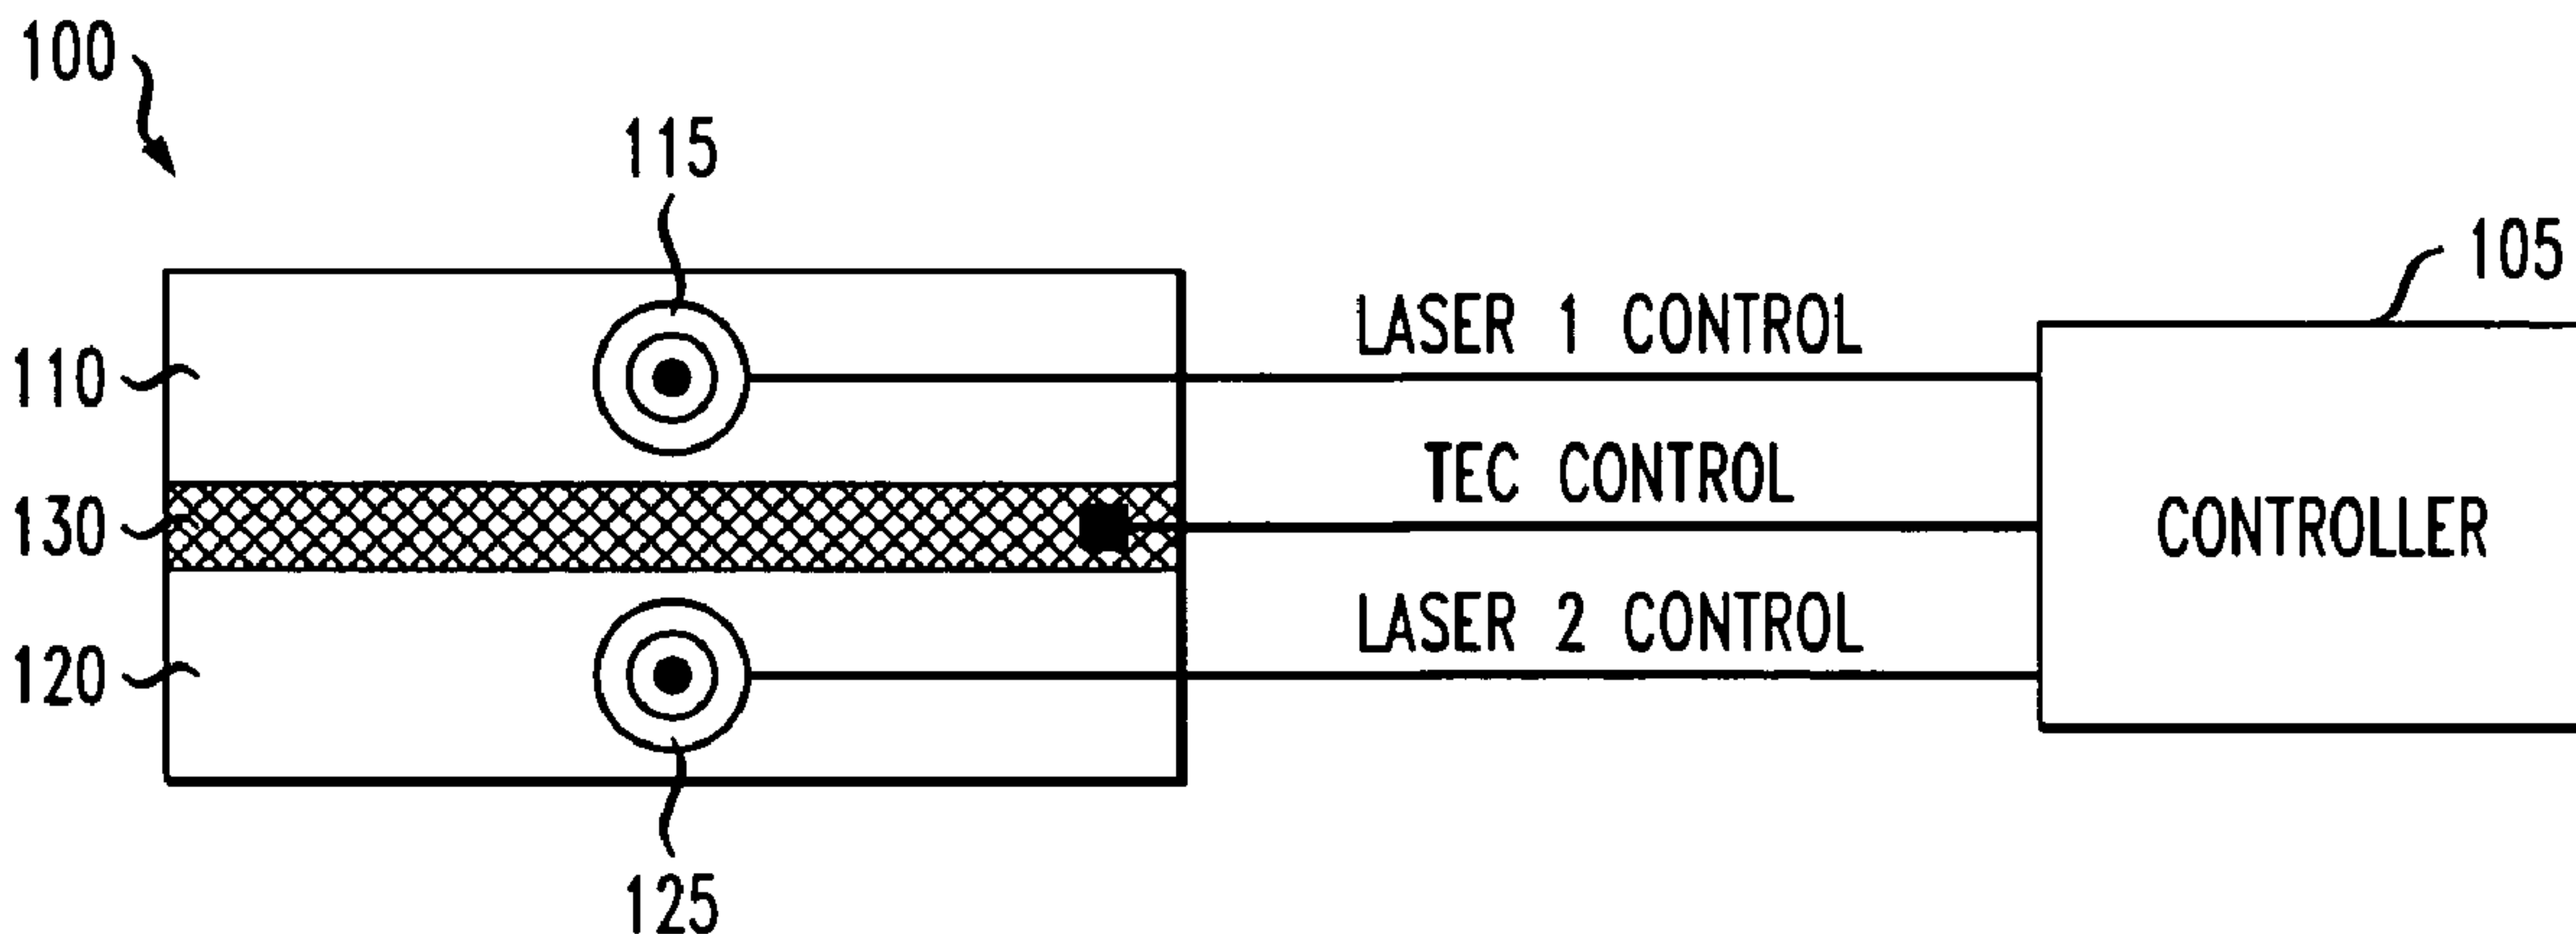 100
115
105
LASER 1 CONTROL
110
TEC CONTROL
130
CONTROLLER
LASER 2 CONTROL
120
125